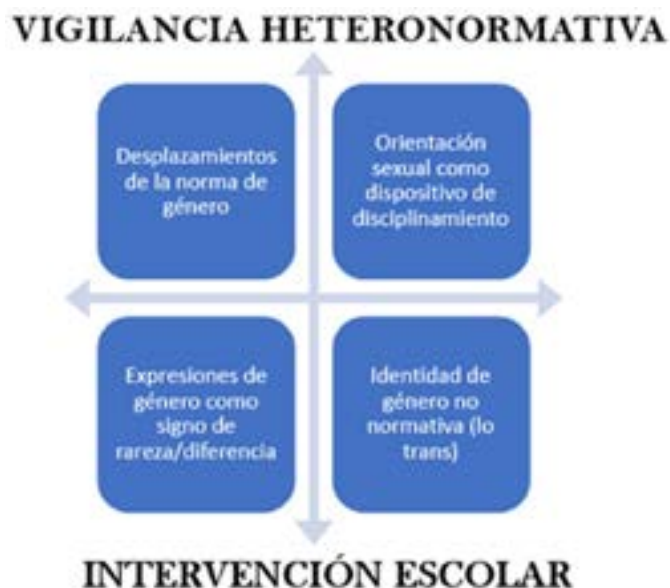 VIGILANCIA HETERONORMATIVA
Desplazamientos
de la norma de
género
Orientación
sexual como
dispositivo de
disciplinamiento
Expresiones de
género como
signo de
rareza/diferencia
Identidad de
género no
normativa (lo
trans)
INTERVENCIÓN ESCOLAR